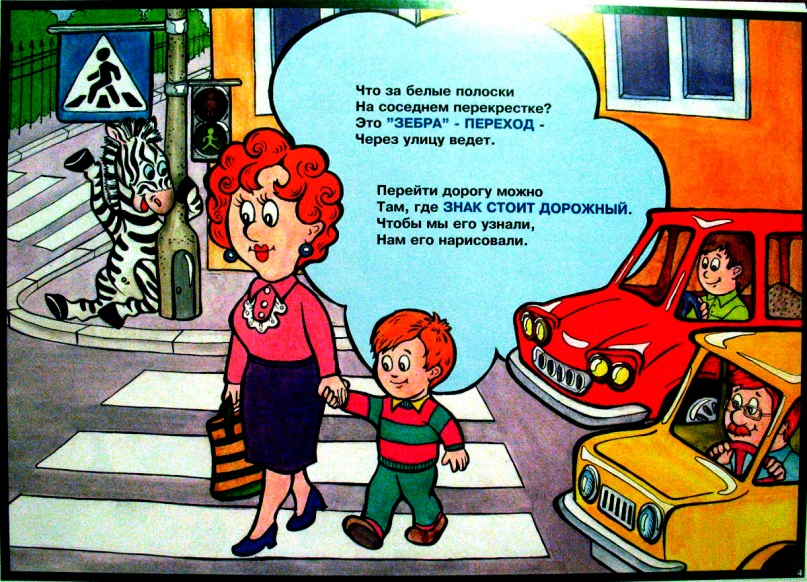 Что за белые полоски
На соседнем перекрестке?
Это "ЗЕБРА" - ПЕРЕХОД -
Через улицу ведет.
Перейти дорогу можно
Там, где ЗНАК СТОИТ ДОРОЖНЫЙ.
Чтобы мы его узнали,
Нам его нарисовали.